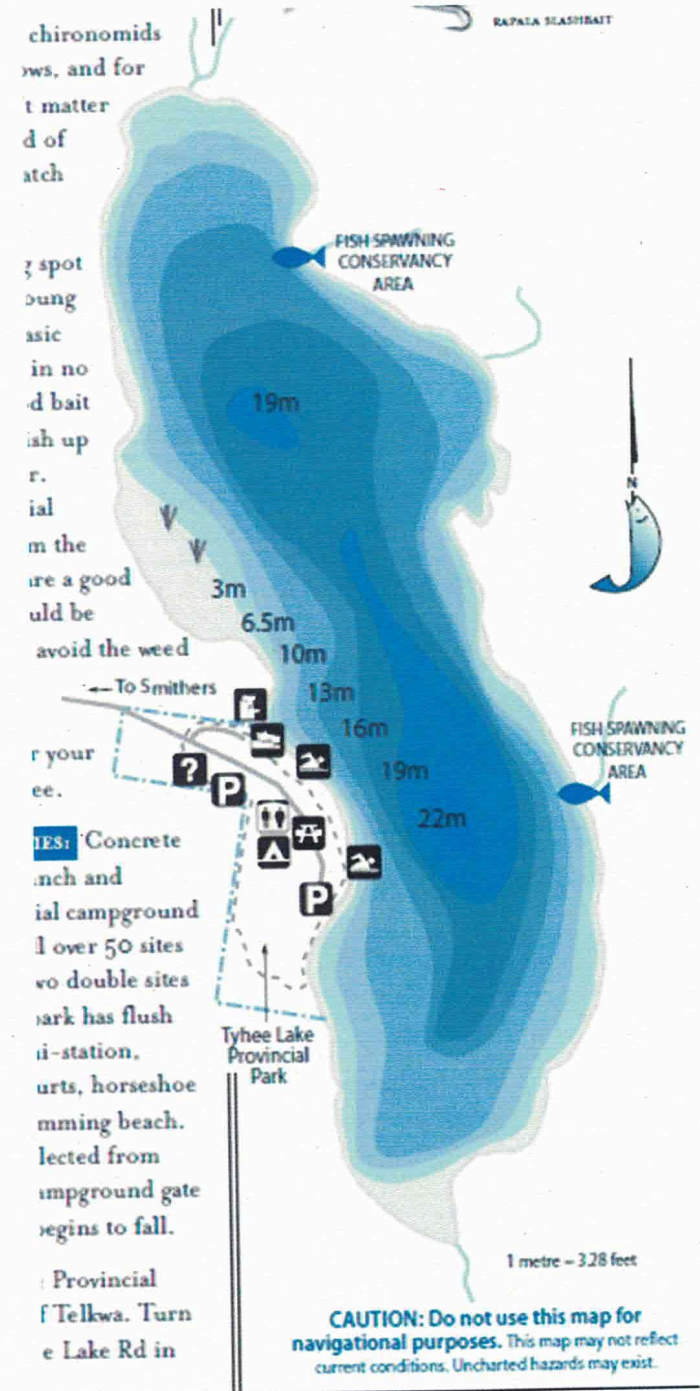 RAPALA SLASHBAIT
chironomids
ows, and for
t matter
d of
atch
g spot
oung
asic
in no
d bait
ish up
r.
ial
m the
are a good
uld be
avoid the weed
r your
ee.
IES: Concrete
nch and
ial campground
l over 50 sites
wo double sites
park has flush
ni-station,
urts, horseshoe
mming beach.
llected from
ampground gate
begins to fall.
Provincial
f Telkwa. Turn
e Lake Rd in
FISH SPAWNING
CONSERVANCY
AREA
19m
N
3m
6.5m
10m
13m
16m
19m
22m
To Smithers
?
P
P
FISH SPAWNING
CONSERVANCY
AREA
Tyhee Lake
Provincial
Park
1 metre = 3.28 feet
CAUTION: Do not use this map for
navigational purposes. This map may not reflect
current conditions. Uncharted hazards may exist.